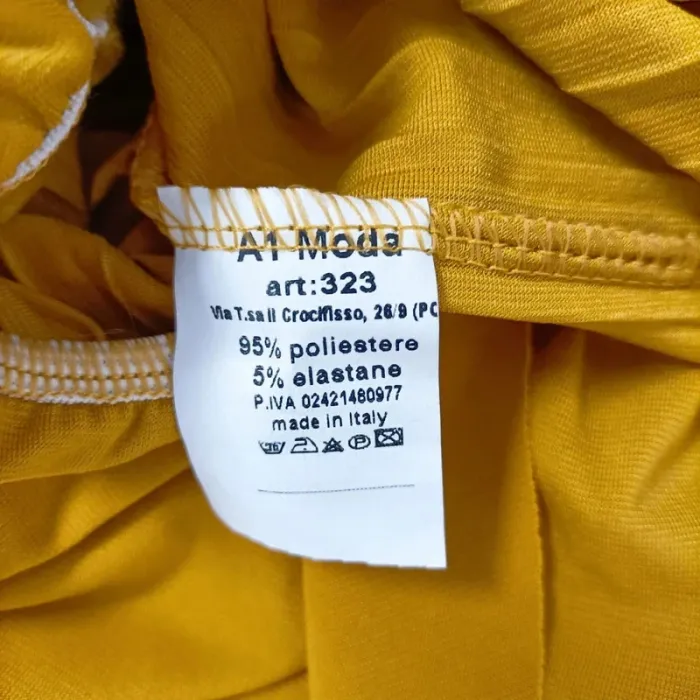 A1 Moda
art:323
Via T.sa Il Crocifisso, 26/9 (PO
95% poliestere
5% elastane
P.IVA 02421480977
made in Italy